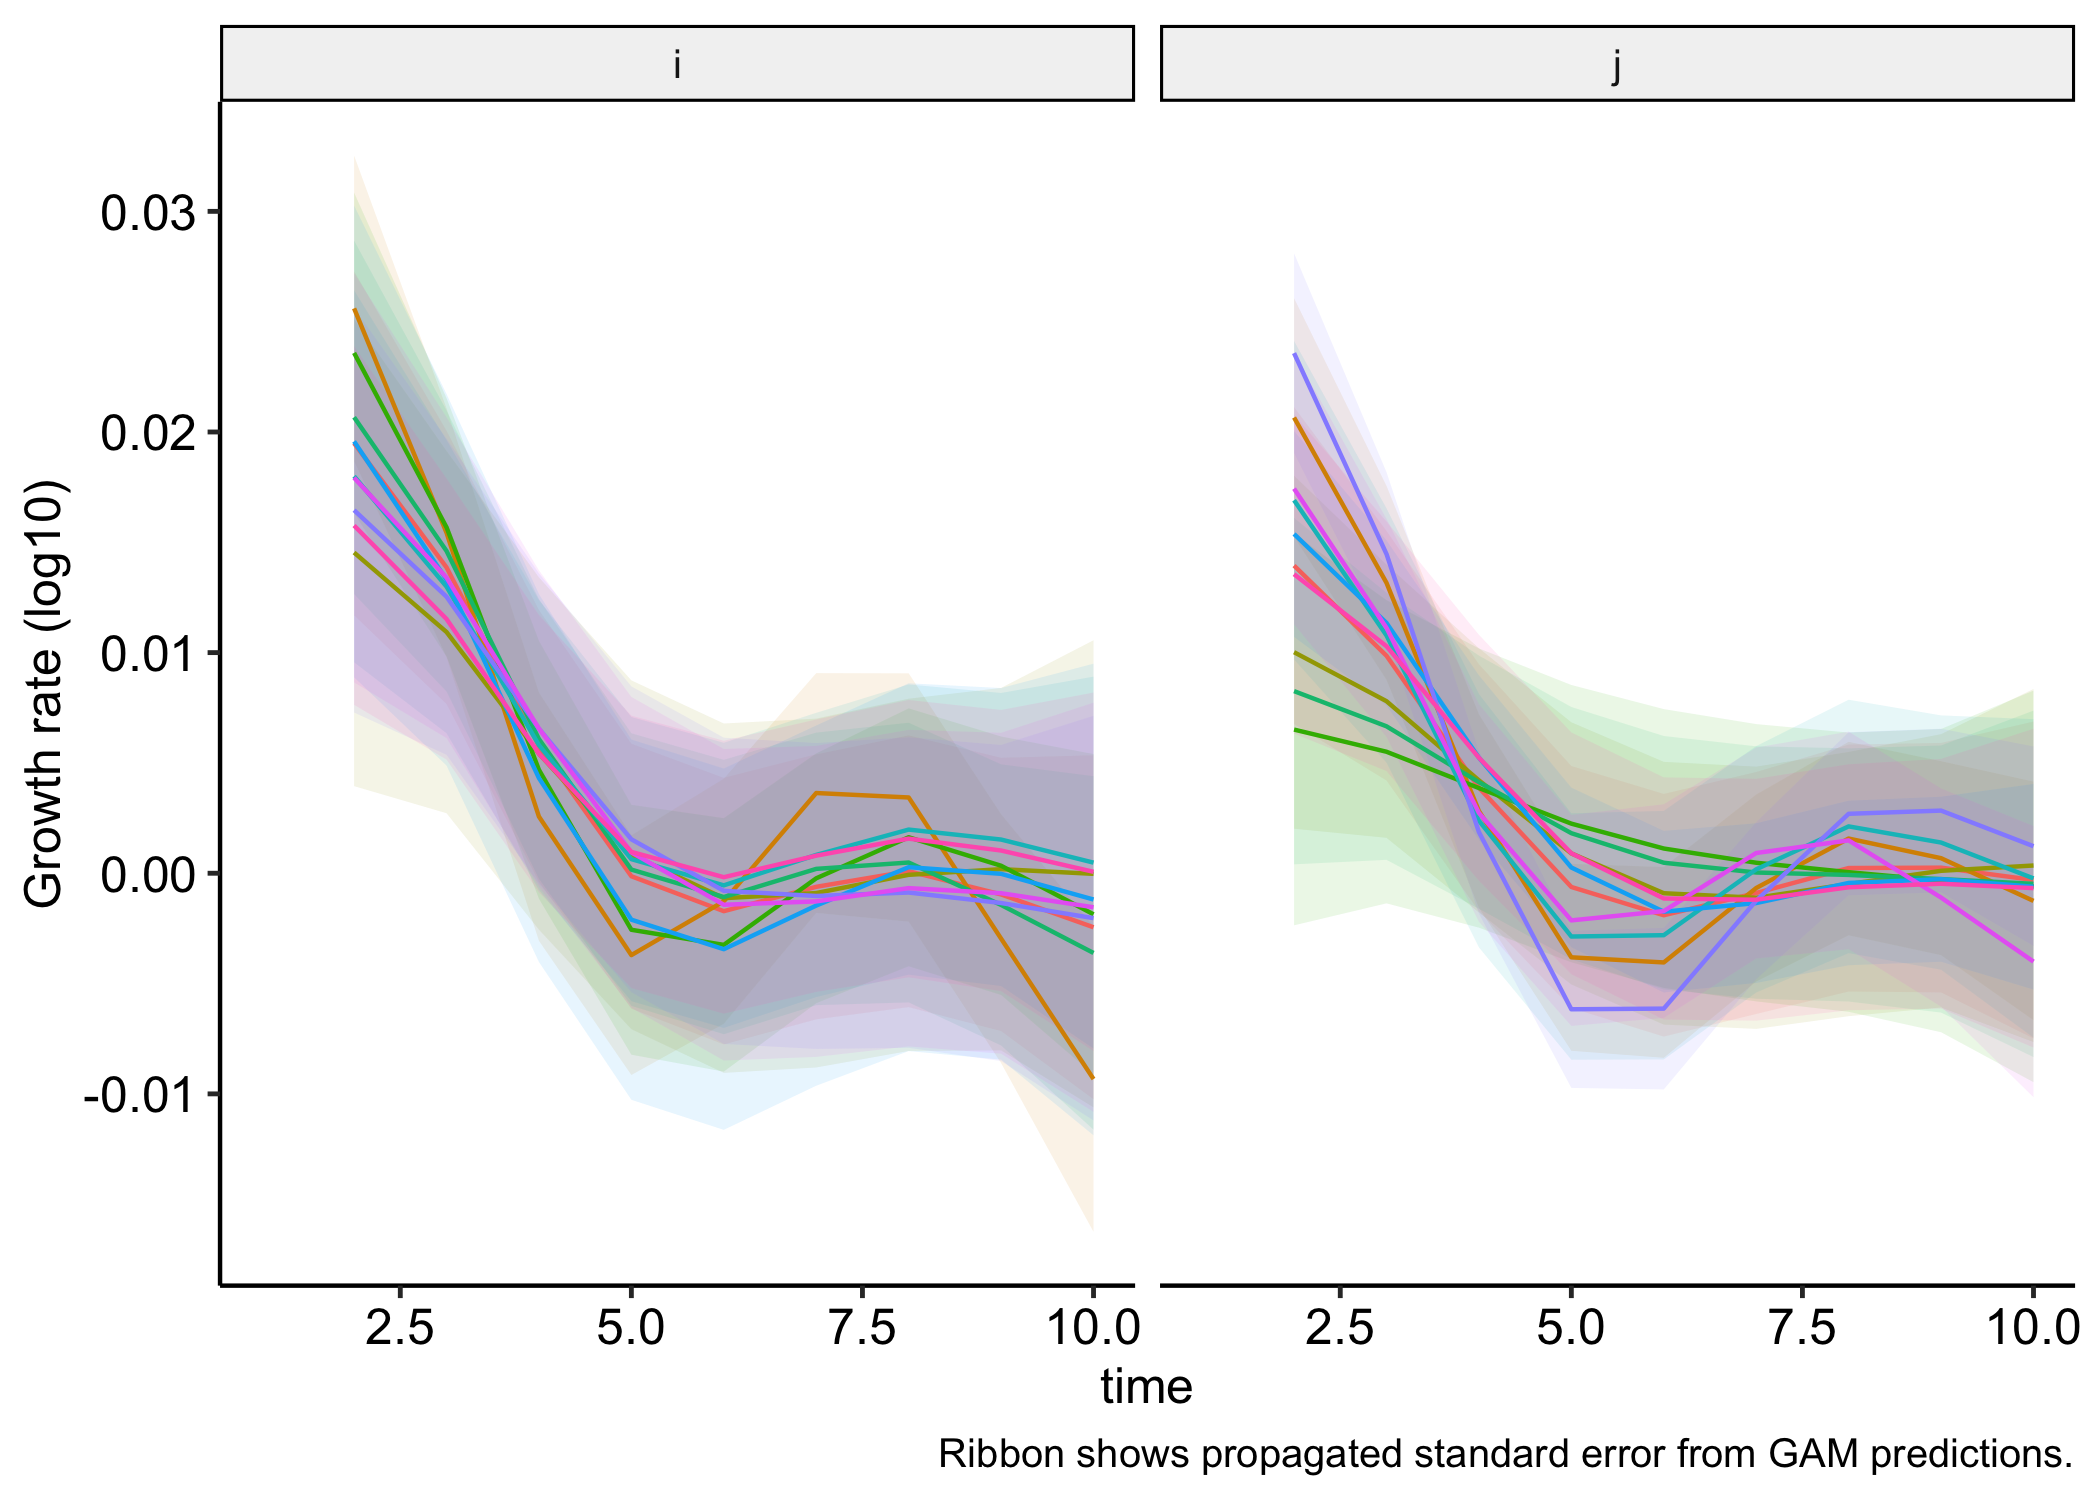 i
j
Growth rate (log10)
0.03
0.02
0.01
0.00
-0.01
2.5 5.0 7.5 10.0
2.5 5.0 7.5 10.0
time
Ribbon shows propagated standard error from GAM predictions.